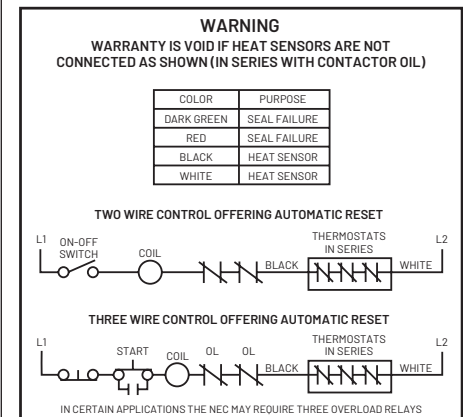 WARNING
WARRANTY IS VOID IF HEAT SENSORS ARE NOT
CONNECTED AS SHOWN (IN SERIES WITH CONTACTOR OIL)
COLOR PURPOSE
DARK GREEN SEAL FAILURE
RED SEAL FAILURE
BLACK HEAT SENSOR
WHITE HEAT SENSOR
TWO WIRE CONTROL OFFERING AUTOMATIC RESET
L1 ON-OFF SWITCH COIL BLACK THERMOSTATS IN SERIES WHITE L2
THREE WIRE CONTROL OFFERING AUTOMATIC RESET
L1 START COIL OL OL BLACK THERMOSTATS IN SERIES WHITE L2
IN CERTAIN APPLICATIONS THE NEC MAY REQUIRE THREE OVERLOAD RELAYS